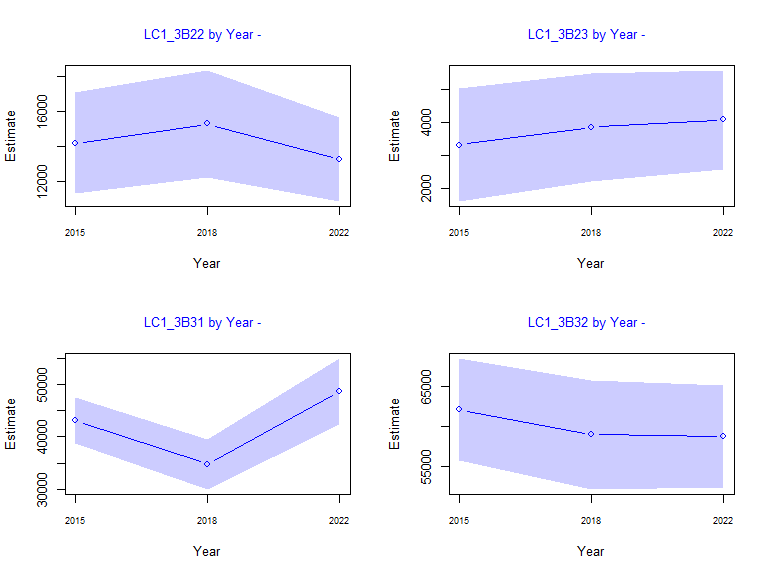 LC1_3B22 by Year -
Estimate
16000
12000
2015
2018
2022
Year
LC1_3B23 by Year -
Estimate
4000
2000
2015
2018
2022
Year
LC1_3B31 by Year -
Estimate
50000
40000
30000
2015
2018
2022
Year
LC1_3B32 by Year -
Estimate
65000
55000
2015
2018
2022
Year